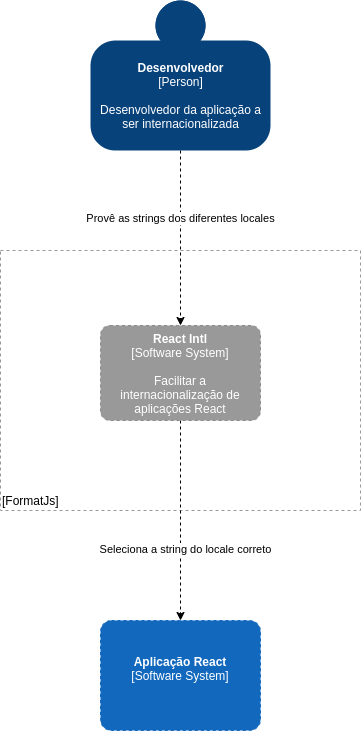 Desenvolvedor
[Person]
Desenvolvedor da aplicação a
ser internacionalizada
Provê as strings dos diferentes locales
React Intl
[Software System]
Facilitar a
internacionalização de
aplicações React
[FormatJs]
Seleciona a string do locale correto
Aplicação React
[Software System]